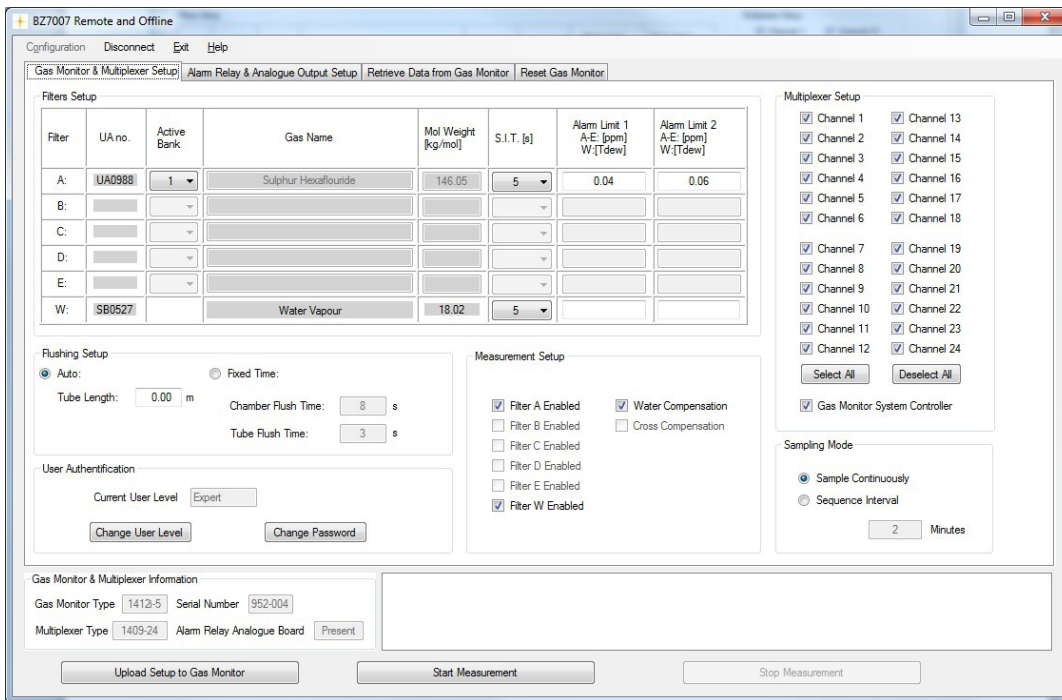 BZ7007 Remote and Offline
Configuration Disconnect Exit Help
Gas Monitor & Multiplexer Setup Alarm Relay & Analogue Output Setup Retrieve Data from Gas Monitor Reset Gas Monitor
Filters Setup
Filter UA no. Active Bank Gas Name Mol Weight [kg/mol] S.I.T. [s] Alarm Limit 1 A-E: [ppm] W:[Tdew] Alarm Limit 2 A-E: [ppm] W:[Tdew]
A: UA0988 1 Sulphur Hexaflouride 146.05 5 0.04 0.06
B:
C:
D:
E:
W: SB0527 Water Vapour 18.02 5
Multiplexer Setup
Channel 1 Channel 13
Channel 2 Channel 14
Channel 3 Channel 15
Channel 4 Channel 16
Channel 5 Channel 17
Channel 6 Channel 18
Channel 7 Channel 19
Channel 8 Channel 20
Channel 9 Channel 21
Channel 10 Channel 22
Channel 11 Channel 23
Channel 12 Channel 24
Select All Deselect All
Gas Monitor System Controller
Flushing Setup
Auto: Fixed Time:
Tube Length: 0.00 m
Chamber Flush Time: 8 s
Tube Flush Time: 3 s
User Authentification
Current User Level Expert
Change User Level Change Password
Measurement Setup
Filter A Enabled Water Compensation
Filter B Enabled Cross Compensation
Filter C Enabled
Filter D Enabled
Filter E Enabled
Filter W Enabled
Sampling Mode
Sample Continuously
Sequence Interval
2 Minutes
Gas Monitor & Multiplexer Information
Gas Monitor Type 1412i-5 Serial Number 952-004
Multiplexer Type 1409-24 Alarm Relay Analogue Board Present
Upload Setup to Gas Monitor Start Measurement Stop Measurement